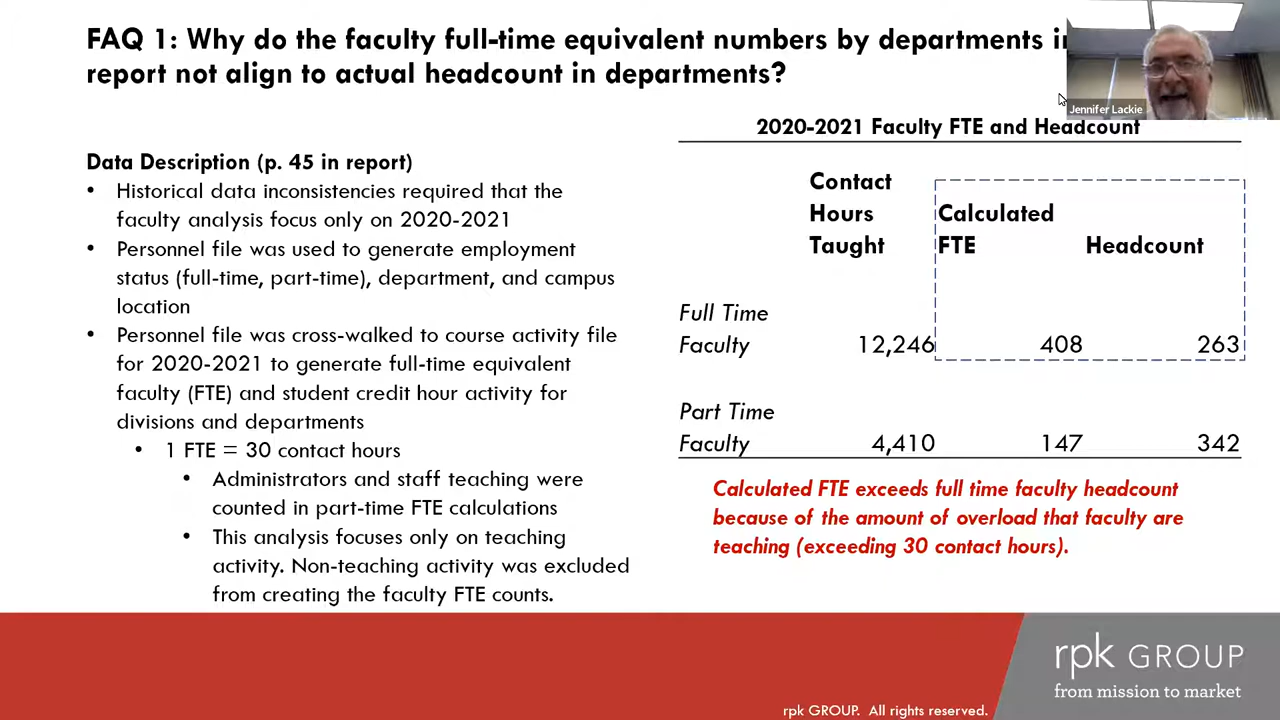 FAQ 1: Why do the faculty full-time equivalent numbers by departments
report not align to actual headcount in departments?
Jennifer Lackie
Data Description (p. 45 in report)
• Historical data inconsistencies required that the
faculty analysis focus only on 2020-2021
• Personnel file was used to generate employment
status (full-time, part-time), department, and campus
location
• Personnel file was cross-walked to course activity file
for 2020-2021 to generate full-time equivalent
faculty (FTE) and student credit hour activity for
divisions and departments
• 1 FTE = 30 contact hours
• Administrators and staff teaching were
counted in part-time FTE calculations
• This analysis focuses only on teaching
activity. Non-teaching activity was excluded
from creating the faculty FTE counts.
2020-2021 Faculty FTE and Headcount
Contact
Hours Calculated
Taught FTE Headcount
Full Time
Faculty 12,246 408 263
Part Time
Faculty 4,410 147 342
Calculated FTE exceeds full time faculty headcount
because of the amount of overload that faculty are
teaching (exceeding 30 contact hours).
rpk GROUP
from mission to market
rpk GROUP. All rights reserved.